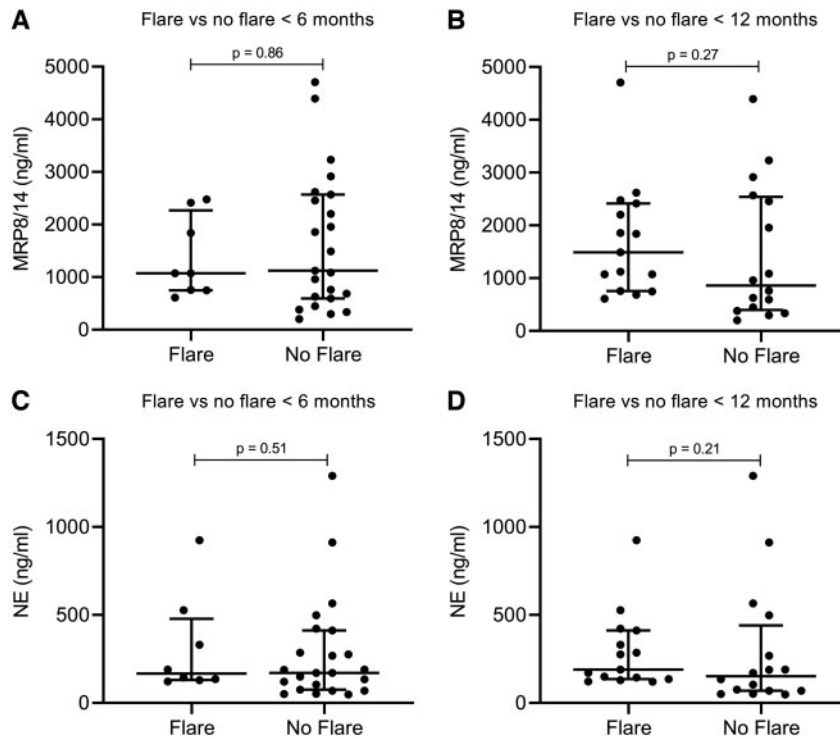 A Flare vs no flare < 6 months
p = 0.86
MRP8/14 (ng/ml)
5000
4000
3000
2000
1000
0
Flare
No Flare
B Flare vs no flare < 12 months
p = 0.27
MRP8/14 (ng/ml)
5000
4000
3000
2000
1000
0
Flare
No Flare
C Flare vs no flare < 6 months
p = 0.51
NE (ng/ml)
1500
1000
500
0
Flare
No Flare
D Flare vs no flare < 12 months
p = 0.21
NE (ng/ml)
1500
1000
500
0
Flare
No Flare